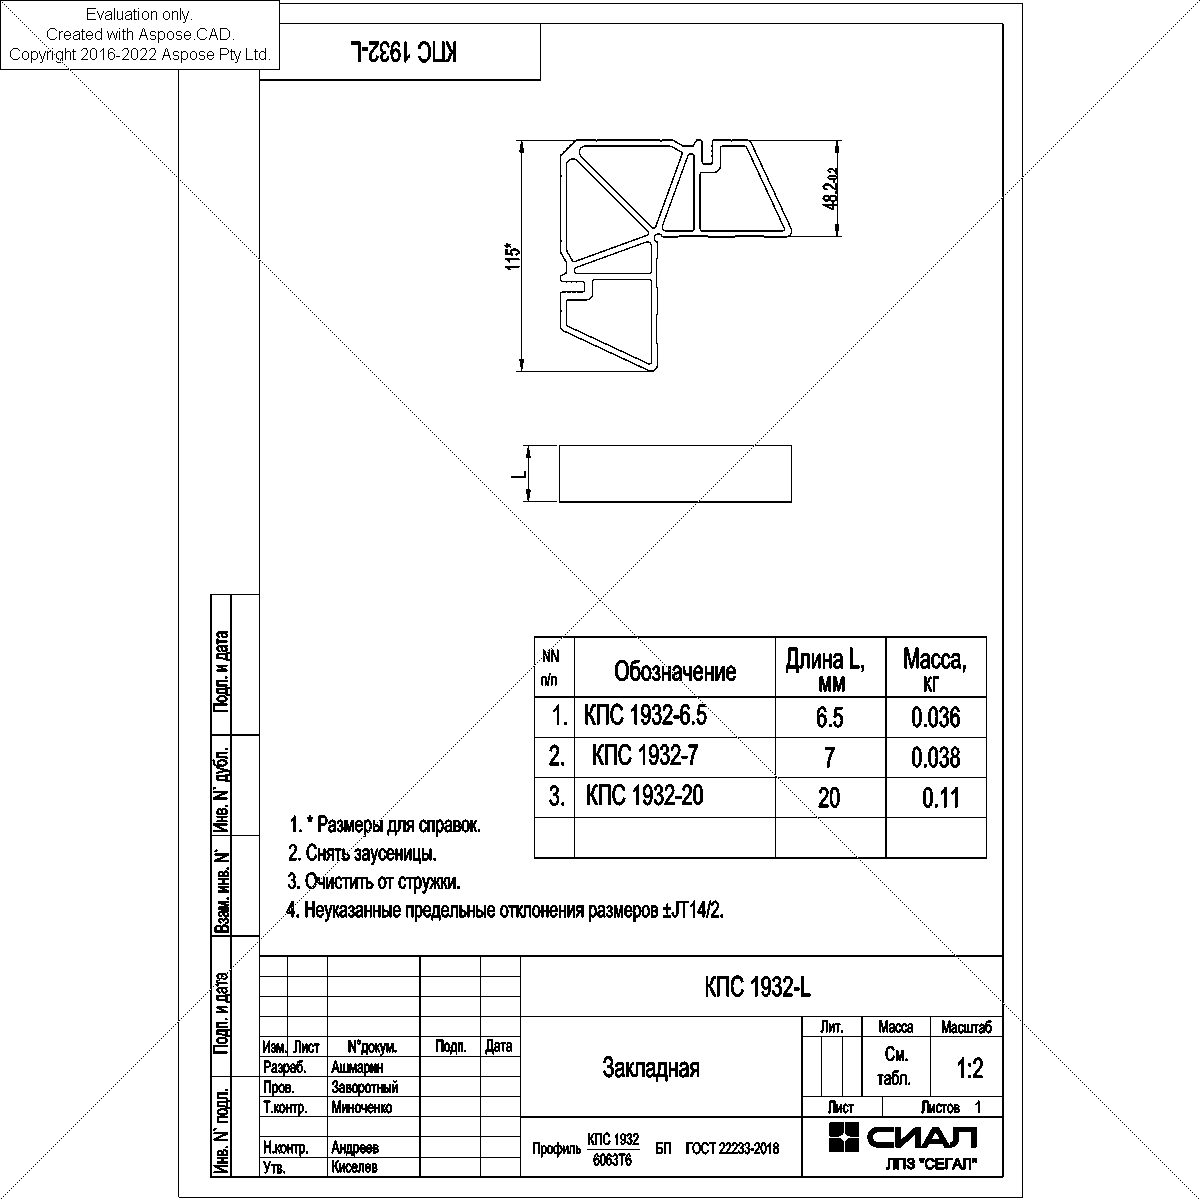 Evaluation only.
Created with Aspose.CAD.
Copyright 2016-2022 Aspose Pty Ltd.
КПС 1932-L
115*
48.2-0.2
L
NN п/п Обозначение Длина L, мм Масса, кг
1. КПС 1932-6.5 6.5 0.036
2. КПС 1932-7 7 0.038
3. КПС 1932-20 20 0.11
1. * Размеры для справок.
2. Снять заусеницы.
3. Очистить от стружки.
4. Неуказанные предельные отклонения размеров ±JT14/2.
Подп. и дата
Инв. N° дубл.
Взам. инв. N°
Подп. и дата
Инв. N° подл.
КПС 1932-L
Изм. Лист N°докум. Подп. Дата
Разраб. Ашмарин
Пров. Заворотный
Т.контр. Миноченко
Н.контр. Андреев
Утв. Киселев
Закладная
Лит. Масса Масштаб
См. табл. 1:2
Лист Листов 1
Профиль КПС 1932 / 6063Т6 БП ГОСТ 22233-2018
СИАЛ
ЛПЗ "СЕГАЛ"